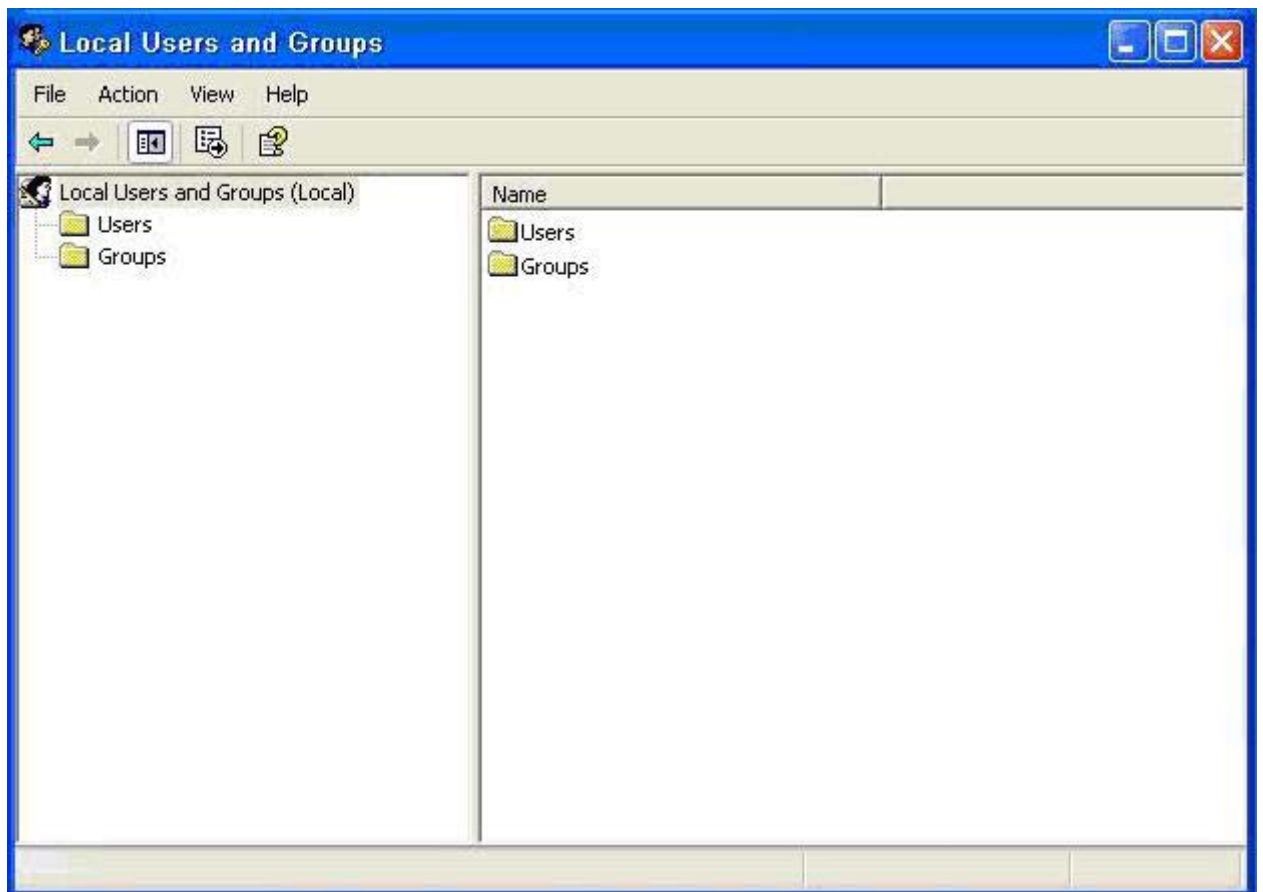 Local Users and Groups
File Action View Help
Local Users and Groups (Local)
Users
Groups
Name
Users
Groups